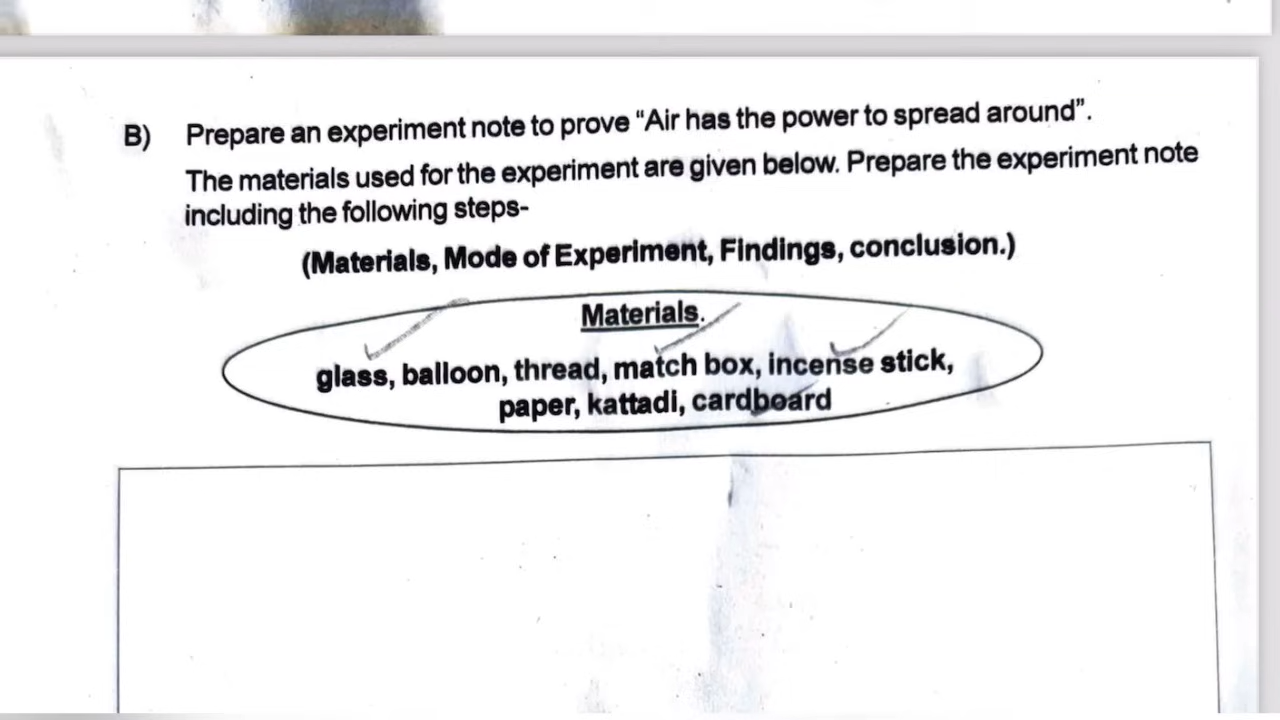 B) Prepare an experiment note to prove “Air has the power to spread around”.
The materials used for the experiment are given below. Prepare the experiment note
including the following steps-
(Materials, Mode of Experiment, Findings, conclusion.)
Materials.
glass, balloon, thread, match box, incense stick,
paper, kattadi, cardboard